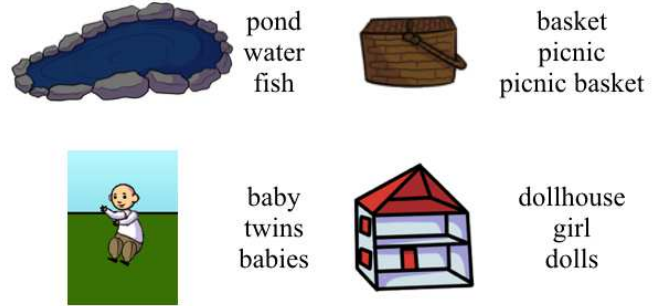 pond
water
fish
basket
picnic
picnic basket
baby
twins
babies
dollhouse
girl
dolls